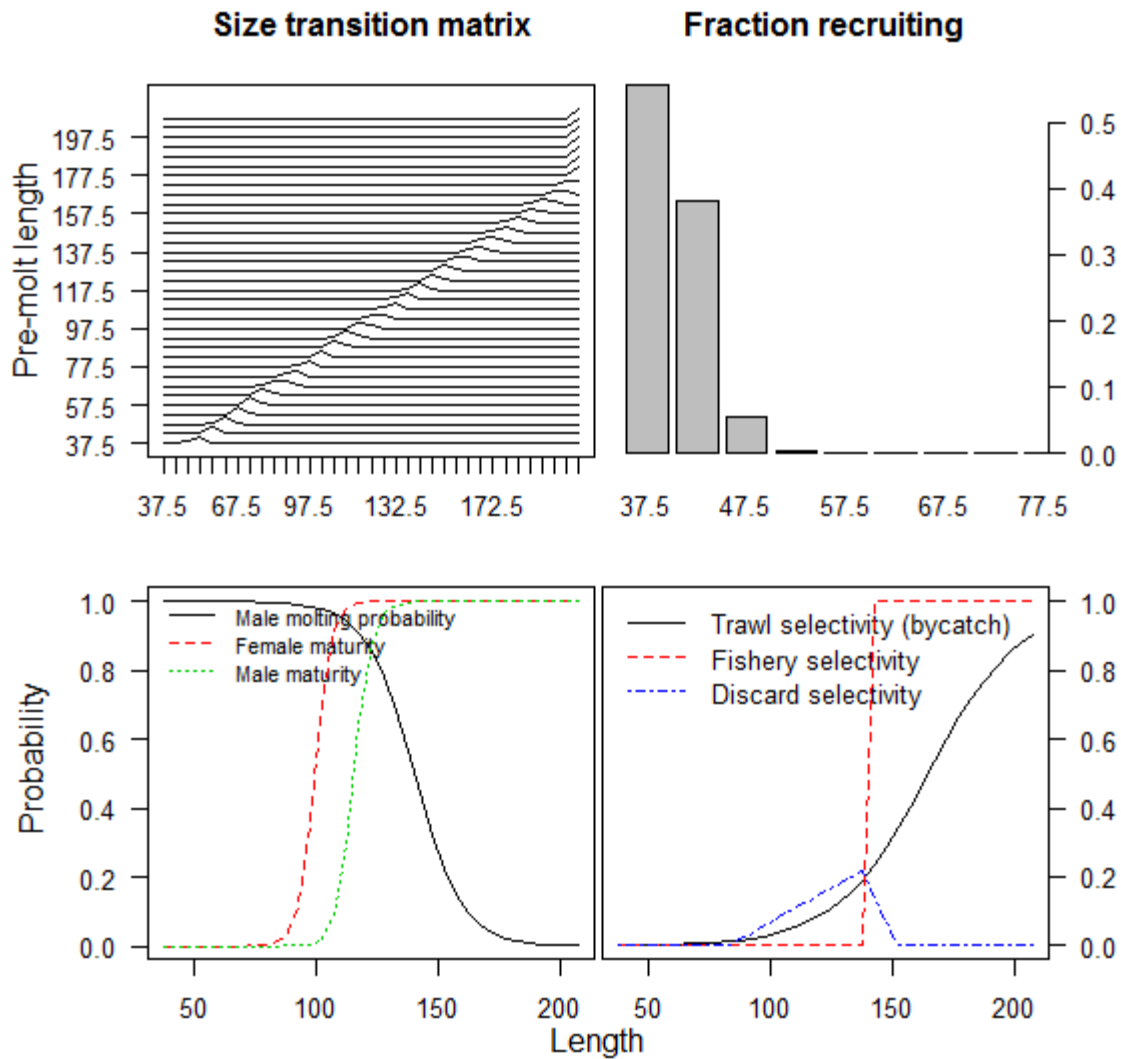 Size transition matrix
Fraction recruiting
Pre-molt length
197.5
177.5
157.5
137.5
117.5
97.5
77.5
57.5
37.5
37.5 67.5 97.5 132.5 172.5
0.5
0.4
0.3
0.2
0.1
0.0
37.5 47.5 57.5 67.5 77.5
Probability
1.0
0.8
0.6
0.4
0.2
0.0
Male molting probability
Female maturity
Male maturity
50 100 150 200
Trawl selectivity (bycatch)
Fishery selectivity
Discard selectivity
1.0
0.8
0.6
0.4
0.2
0.0
50 100 150 200
Length